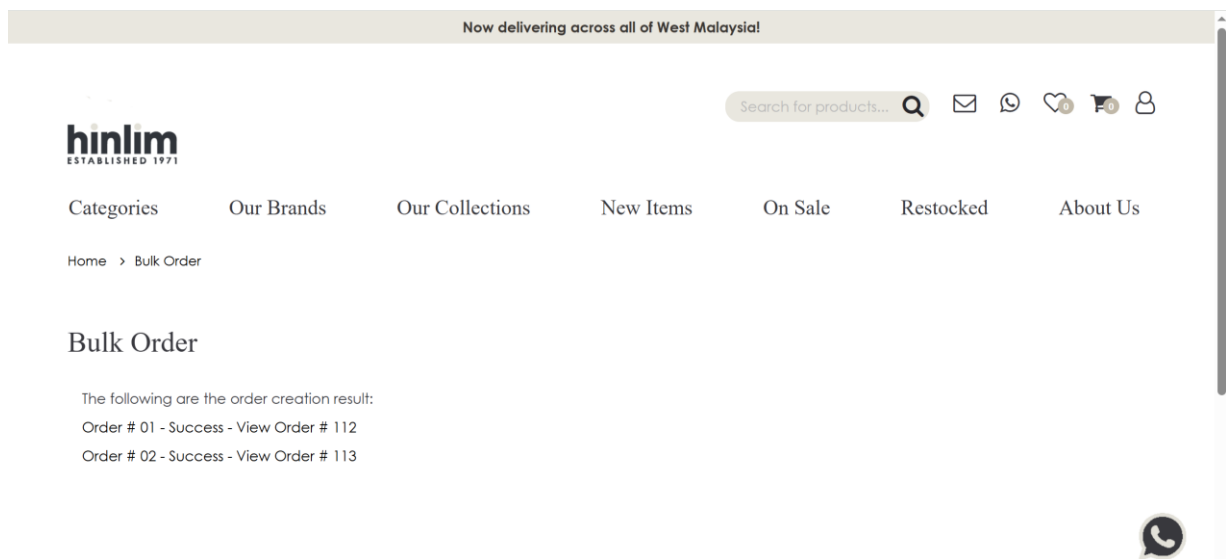 Now delivering across all of West Malaysia!
Search for products...
0
0
hinlim
ESTABLISHED 1971
Categories Our Brands Our Collections New Items On Sale Restocked About Us
Home > Bulk Order
Bulk Order
The following are the order creation result:
Order # 01 - Success - View Order # 112
Order # 02 - Success - View Order # 113